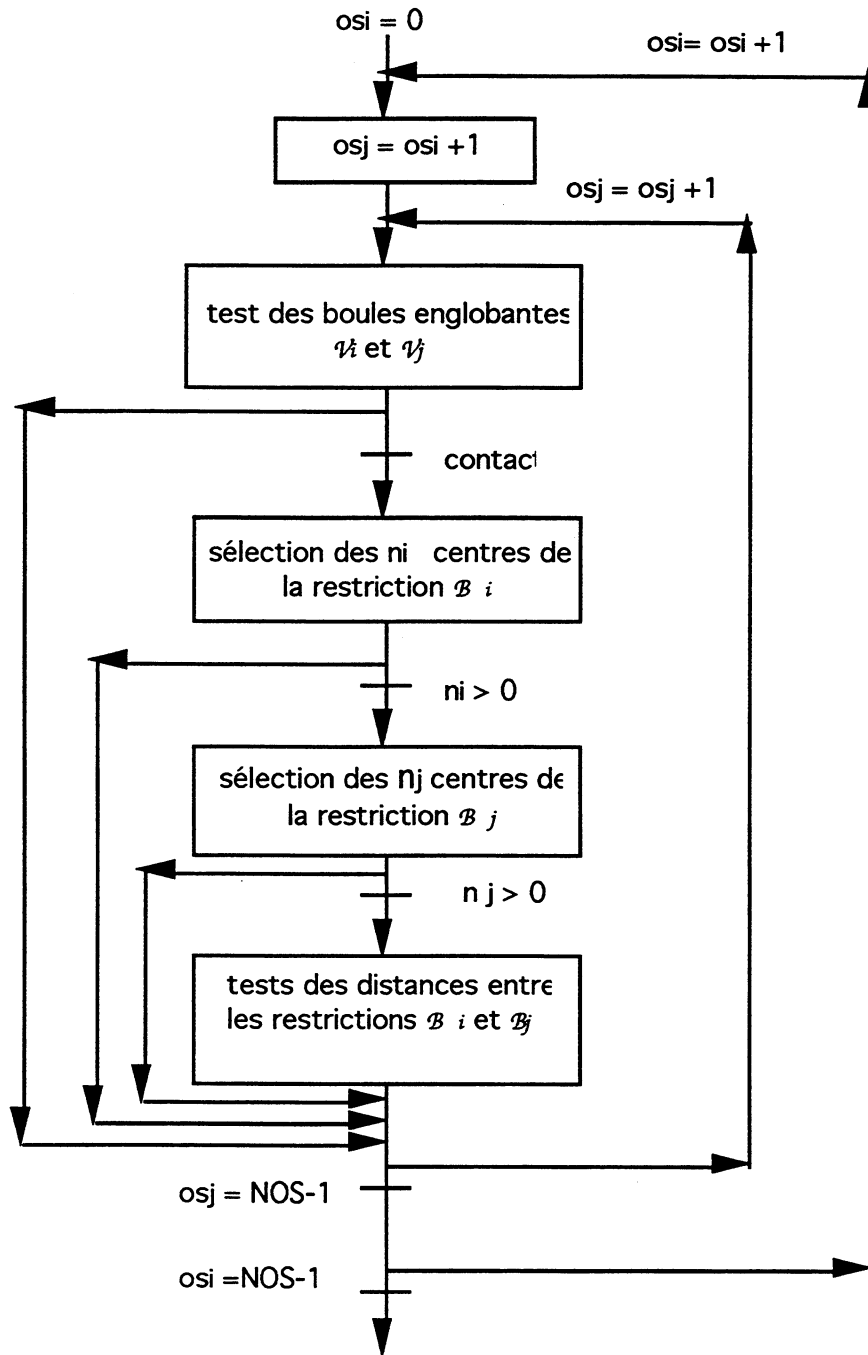 osi = 0
osi= osi +1
osj = osi +1
osj = osj +1
test des boules englobantes
𝒱i et 𝒱j
contact
sélection des ni centres de
la restriction ℬ i
ni > 0
sélection des nj centres de
la restriction ℬ j
n j > 0
tests des distances entre
les restrictions ℬ i et ℬj
osj = NOS-1
osi =NOS-1